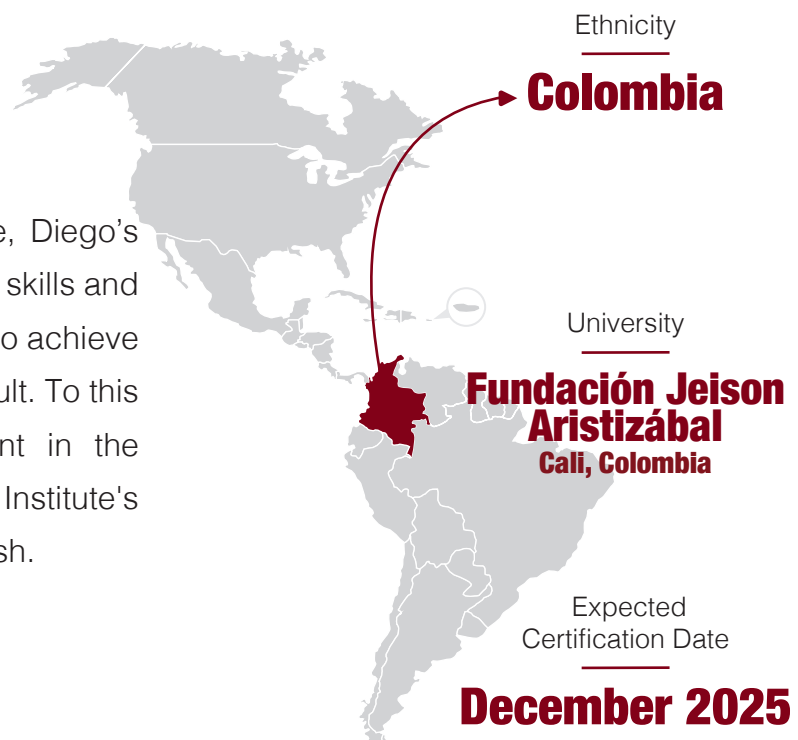 Ethnicity
Colombia
e, Diego’s
skills and
o achieve
ult. To this
nt in the
Institute's
sh.
University
Fundación Jeison
Aristizábal
Cali, Colombia
Expected
Certification Date
December 2025